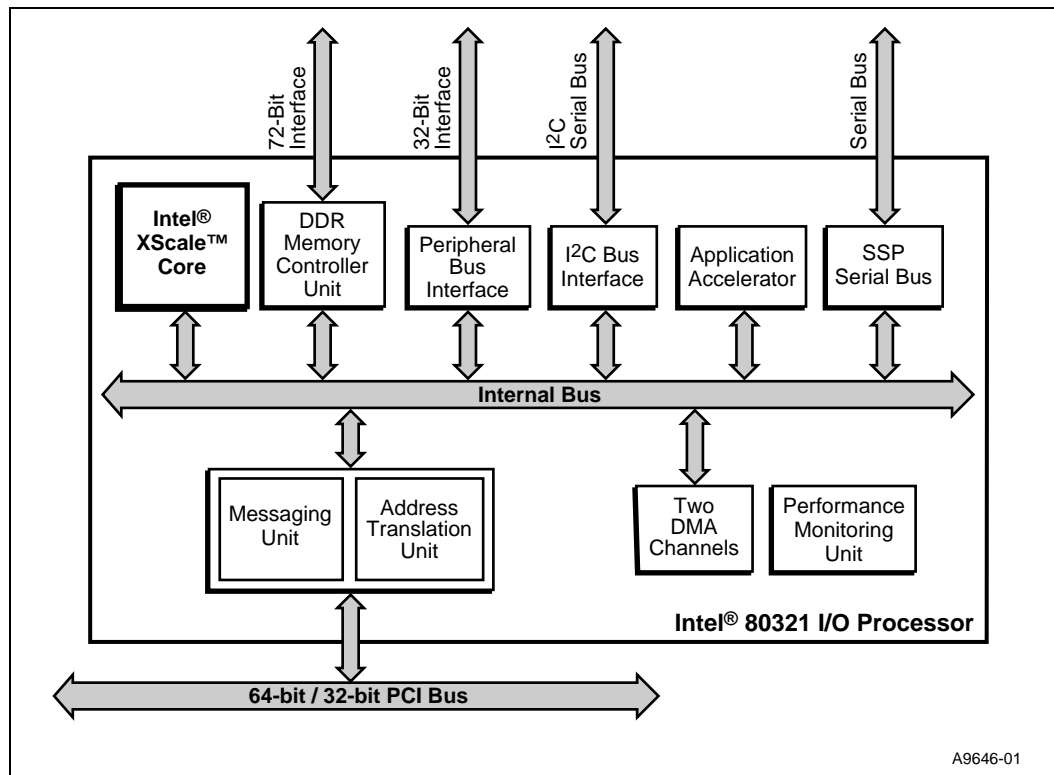 72-Bit
Interface
32-Bit
Interface
I²C
Serial Bus
Serial Bus
Intel®
XScale™
Core
DDR
Memory
Controller
Unit
Peripheral
Bus
Interface
I²C Bus
Interface
Application
Accelerator
SSP
Serial Bus
Internal Bus
Messaging
Unit
Address
Translation
Unit
Two
DMA
Channels
Performance
Monitoring
Unit
Intel® 80321 I/O Processor
64-bit / 32-bit PCI Bus
A9646-01